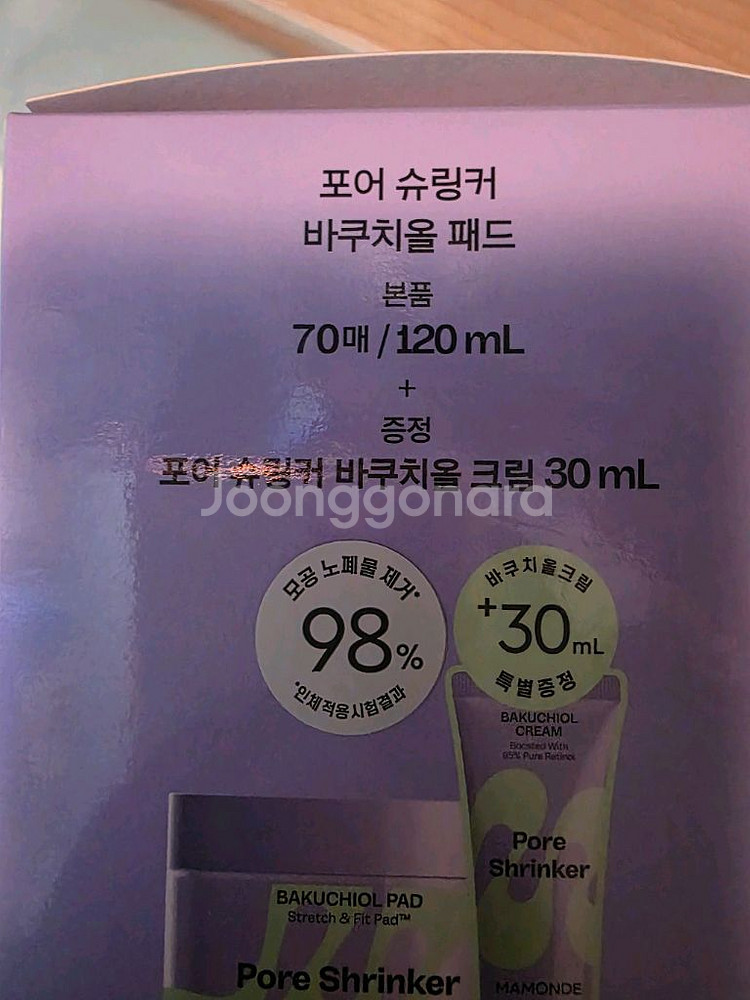 포어 슈링커
바쿠치올 패드
본품
70매 / 120 mL
+
증정
포어 슈링커 바쿠치올 크림 30 mL
Joonggonara
모공 노폐물 제거*
98%
*인체적용시험결과
바쿠치올크림
+30mL
특별증정
BAKUCHIOL
CREAM
Boosted With
95% Pure Retinol
Pore
Shrinker
MAMONDE
BAKUCHIOL PAD
Stretch & Fit Pad™
Pore Shrinker